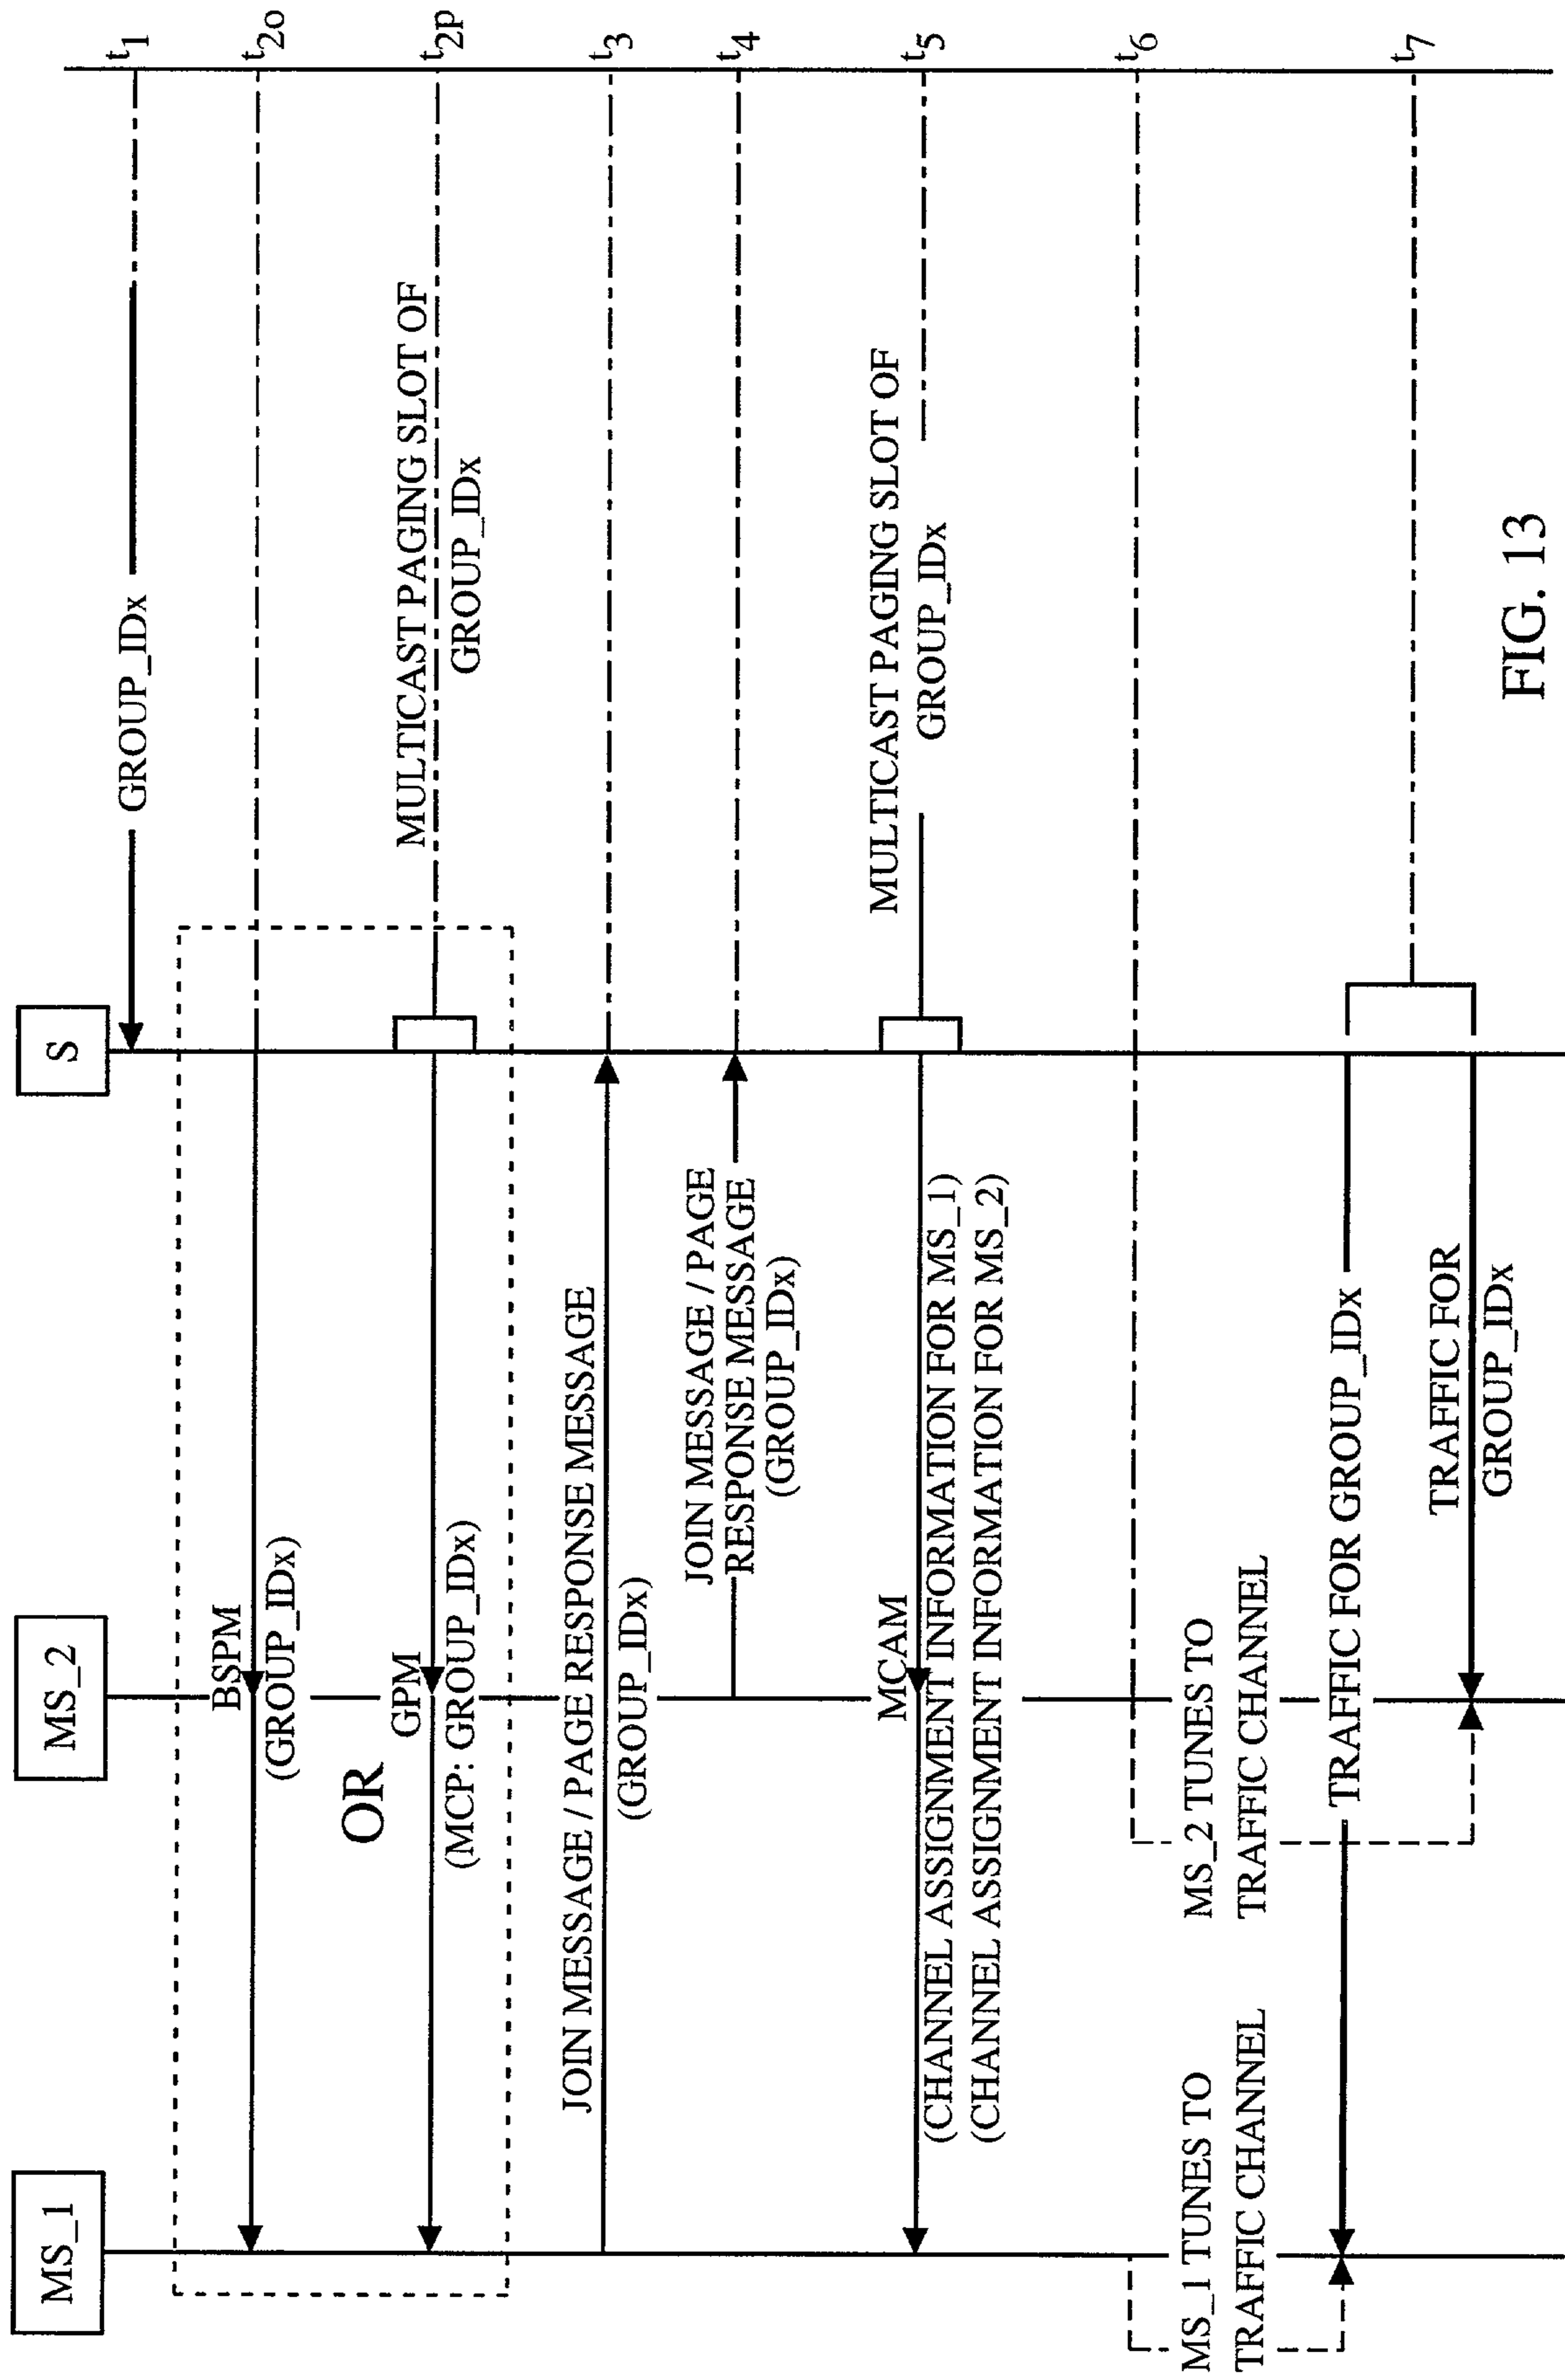 MS_1
MS_2
S
GROUP_IDx
t1
BSPM
(GROUP_IDx)
t2o
OR
GPM
(MCP: GROUP_IDx)
MULTICAST PAGING SLOT OF
GROUP_IDx
t2p
JOIN MESSAGE / PAGE RESPONSE MESSAGE
(GROUP_IDx)
t3
JOIN MESSAGE / PAGE
RESPONSE MESSAGE
(GROUP_IDx)
t4
MCAM
(CHANNEL ASSIGNMENT INFORMATION FOR MS_1)
(CHANNEL ASSIGNMENT INFORMATION FOR MS_2)
MULTICAST PAGING SLOT OF
GROUP_IDx
t5
t6
MS_1 TUNES TO
TRAFFIC CHANNEL
MS_2 TUNES TO
TRAFFIC CHANNEL
TRAFFIC FOR GROUP_IDx
TRAFFIC FOR
GROUP_IDx
t7
FIG. 13